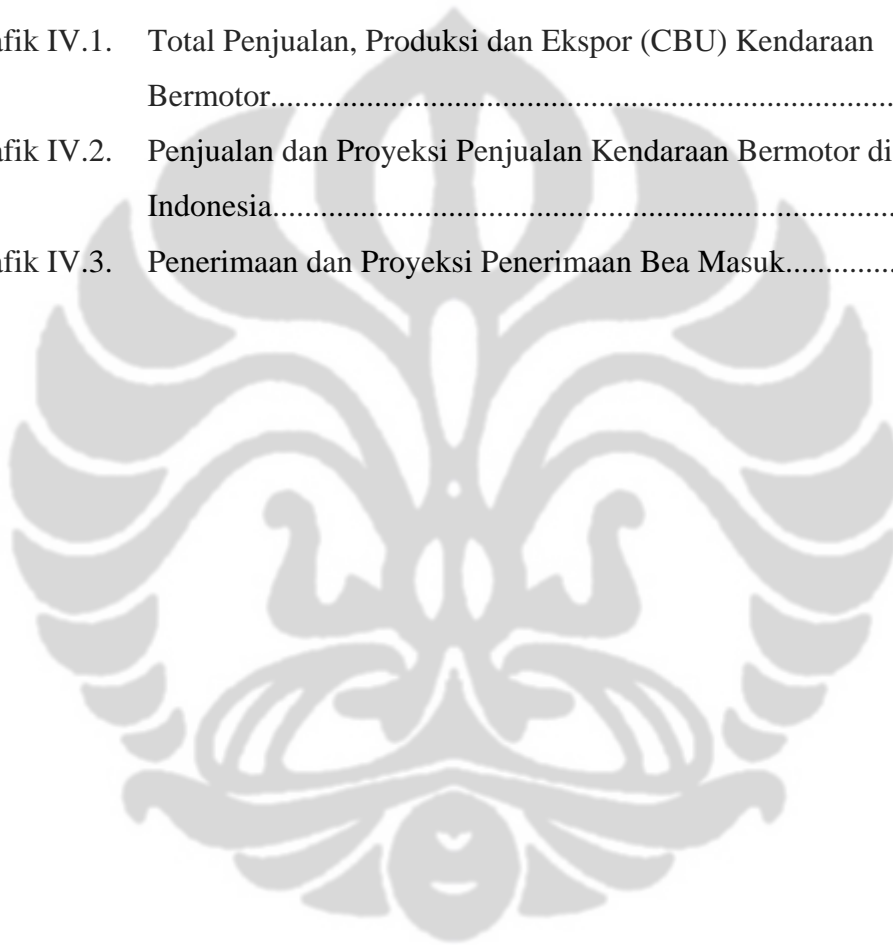 afik IV.1. Total Penjualan, Produksi dan Ekspor (CBU) Kendaraan
Bermotor..............................................................................
afik IV.2. Penjualan dan Proyeksi Penjualan Kendaraan Bermotor di
Indonesia..............................................................................
afik IV.3. Penerimaan dan Proyeksi Penerimaan Bea Masuk..............